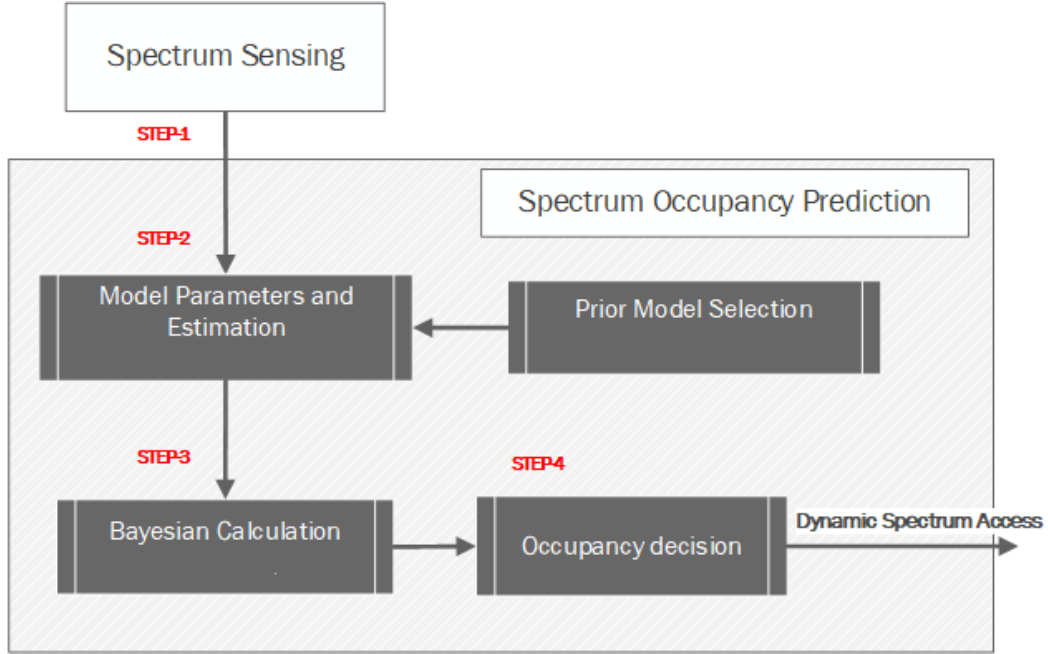 Spectrum Sensing
STEP-1
Spectrum Occupancy Prediction
STEP-2
Model Parameters and
Estimation
Prior Model Selection
STEP-3
STEP-4
Bayesian Calculation
.
Occupancy decision
Dynamic Spectrum Access